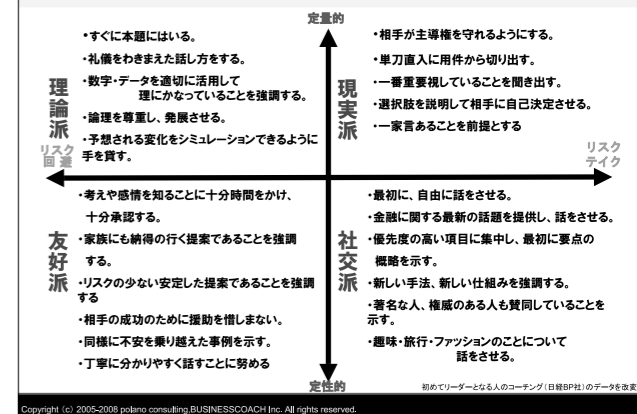 定量的
・すぐに本題にはいる。
・礼儀をわきまえた話し方をする。
・数字・データを適切に活用して
理にかなっていることを強調する。
・論理を尊重し、発展させる。
・予想される変化をシミュレーションできるように
手を貸す。
理論派
リスク
回避
・相手が主導権を守れるようにする。
・単刀直入に用件から切り出す。
・一番重要視していることを聞き出す。
・選択肢を説明して相手に自己決定させる。
・一家言あることを前提とする
現実派
リスク
テイク
・考えや感情を知ることに十分時間をかけ、
十分承認する。
・家族にも納得の行く提案であることを強調
する。
・リスクの少ない安定した提案であることを強調
する
・相手の成功のために援助を惜しまない。
・同様に不安を乗り越えた事例を示す。
・丁寧に分かりやすく話すことに努める
友好派
・最初に、自由に話をさせる。
・金融に関する最新の話題を提供し、話をさせる。
・優先度の高い項目に集中し、最初に要点の
概略を示す。
・新しい手法、新しい仕組みを強調する。
・著名な人、権威のある人も賛同していることを
示す。
・趣味・旅行・ファッションのことについて
話をさせる。
社交派
定性的
初めてリーダーとなる人のコーチング(日経BP社)のデータを改変
Copyright (c) 2005-2008 polano consulting,BUSINESSCOACH Inc. All rights reserved.